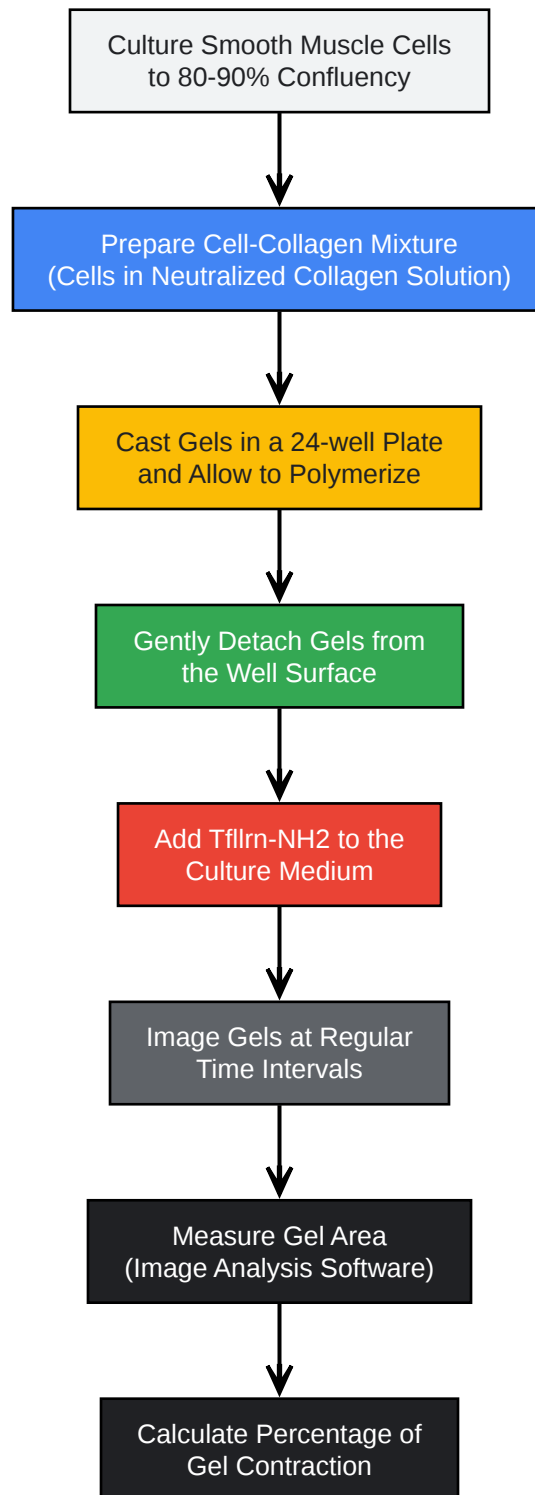 Culture Smooth Muscle Cells
to 80-90% Confluency
Prepare Cell-Collagen Mixture
(Cells in Neutralized Collagen Solution)
Cast Gels in a 24-well Plate
and Allow to Polymerize
Gently Detach Gels from
the Well Surface
Add Tfllrn-NH2 to the
Culture Medium
Image Gels at Regular
Time Intervals
Measure Gel Area
(Image Analysis Software)
Calculate Percentage of
Gel Contraction